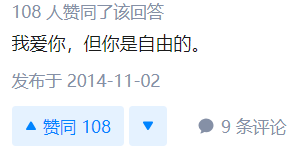 108 人赞同了该回答
我爱你，但你是自由的。
发布于 2014-11-02
赞同 108
9 条评论